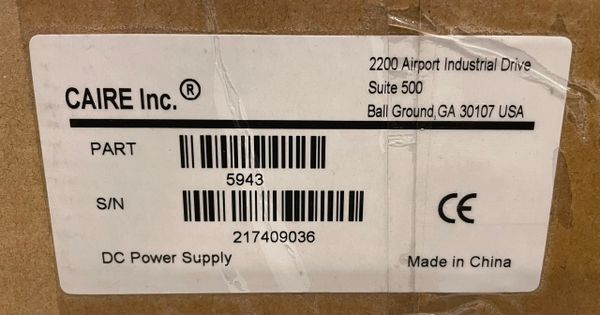 CAIRE Inc.®
2200 Airport Industrial Drive
Suite 500
Ball Ground,GA 30107 USA
PART
5943
S/N
217409036
CE
DC Power Supply
Made in China